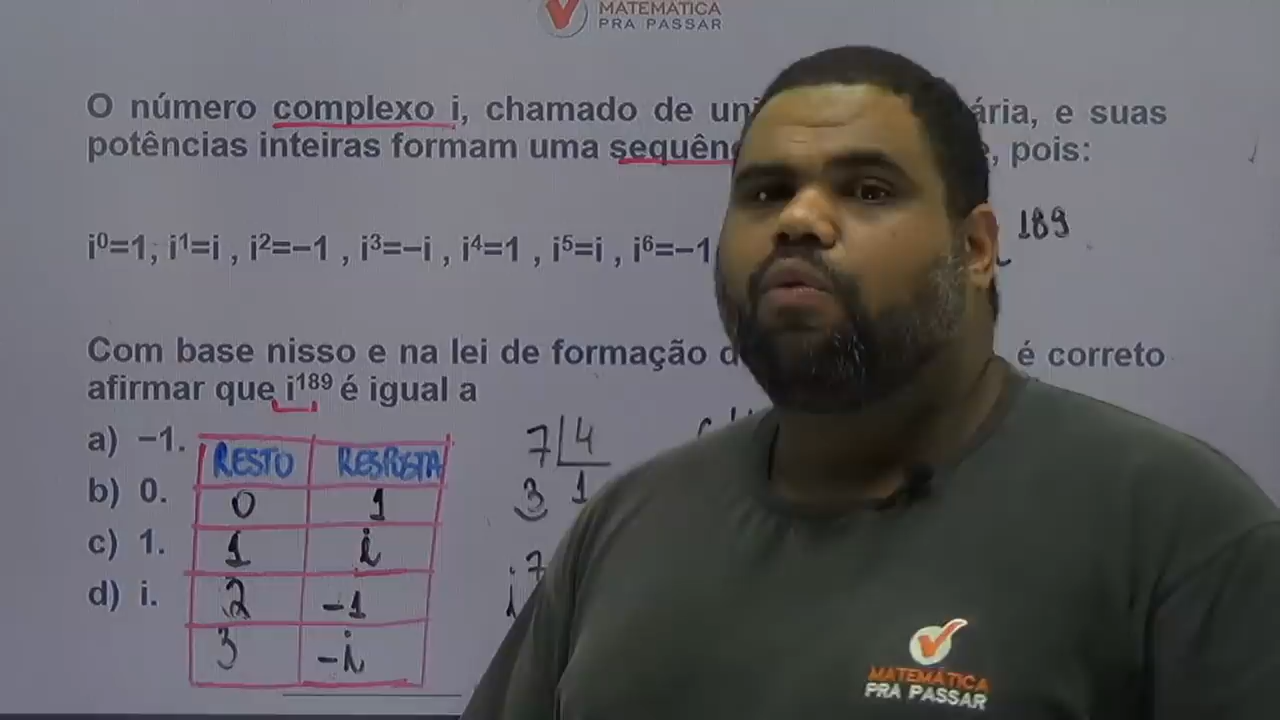 MATEMÁTICA
PRA PASSAR
O número complexo i, chamado de ária, e suas
potências inteiras formam uma pois:
i⁰=1; i¹=i , i²=−1 , i³=−i , i⁴=1 , i⁵=i , i⁶=−1
189
Com base nisso e na lei de formação é correto
afirmar que i¹⁸⁹ é igual a
a) −1.
b) 0.
c) 1.
d) i.
RESTO RESPOSTA
0 1
1 i
2 -1
3 -i
7 4
3 1
i⁷
MATEMÁTICA
PRA PASSAR